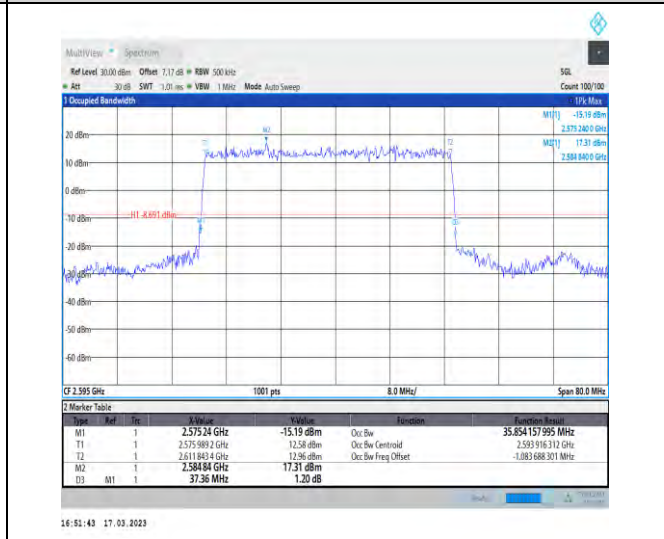 MultiView Spectrum
Ref Level 30.00 dBm Offset 7.17 dB RBW 500 kHz SGL
Att 30 dB SWT 1.01 ms VBW 1 MHz Mode Auto Sweep Count 100/100
1 Occupied Bandwidth 1Pk Max
M1[1] -15.19 dBm
2.575 240 0 GHz
M2[1] 17.31 dBm
2.584 840 0 GHz
M2
T1
T2
20 dBm
10 dBm
0 dBm
H1 -8.691 dBm
-10 dBm
M1
D3
-20 dBm
-30 dBm
-40 dBm
-50 dBm
-60 dBm
CF 2.595 GHz 1001 pts 8.0 MHz/ Span 80.0 MHz
2 Marker Table
Type Ref Trc X-Value Y-Value Function Function Result
M1 1 2.575 24 GHz -15.19 dBm Occ Bw 35.854 157 995 MHz
T1 1 2.575 989 2 GHz 12.58 dBm Occ Bw Centroid 2.593 916 312 GHz
T2 1 2.611 843 4 GHz 12.96 dBm Occ Bw Freq Offset -1.083 688 301 MHz
M2 1 2.584 84 GHz 17.31 dBm
D3 M1 1 37.36 MHz 1.20 dB
16:51:43 17.03.2023